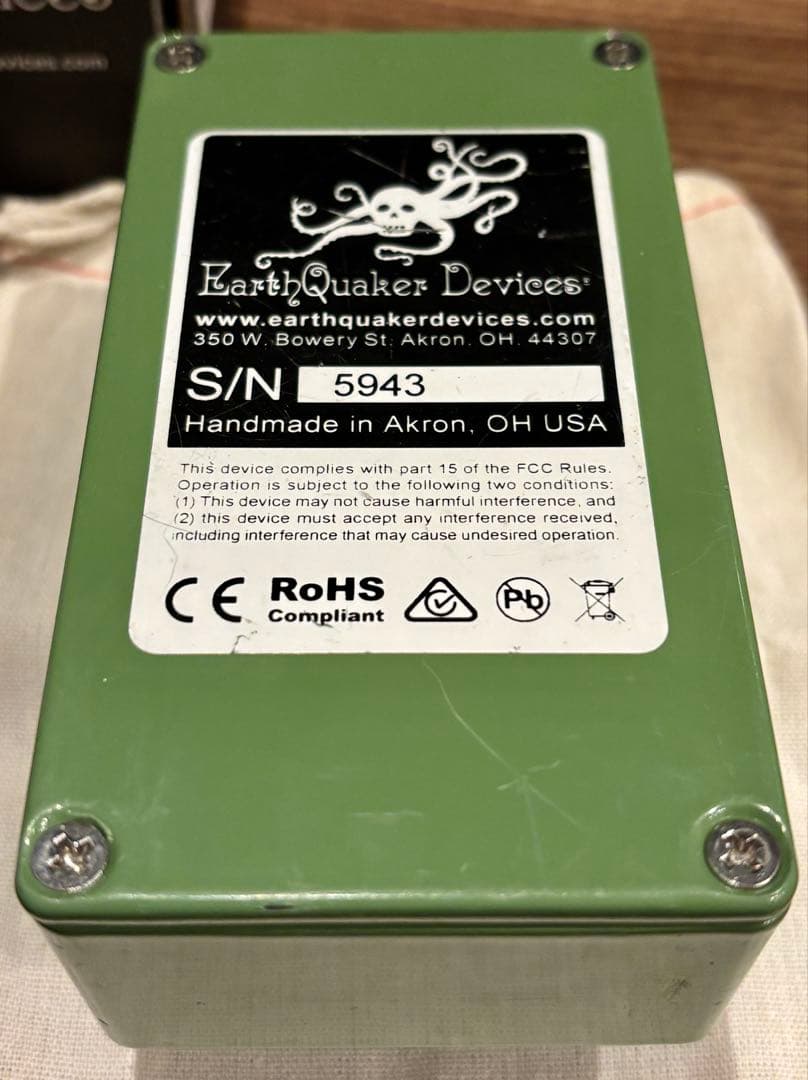 vices.com
EarthQuaker Devices
www.earthquakerdevices.com
350 W. Bowery St. Akron. OH. 44307
S/N 5943
Handmade in Akron, OH USA
This device complies with part 15 of the FCC Rules.
Operation is subject to the following two conditions:
(1) This device may not cause harmful interference, and
(2) this device must accept any interference received,
including interference that may cause undesired operation.
CE RoHS Pb
Compliant